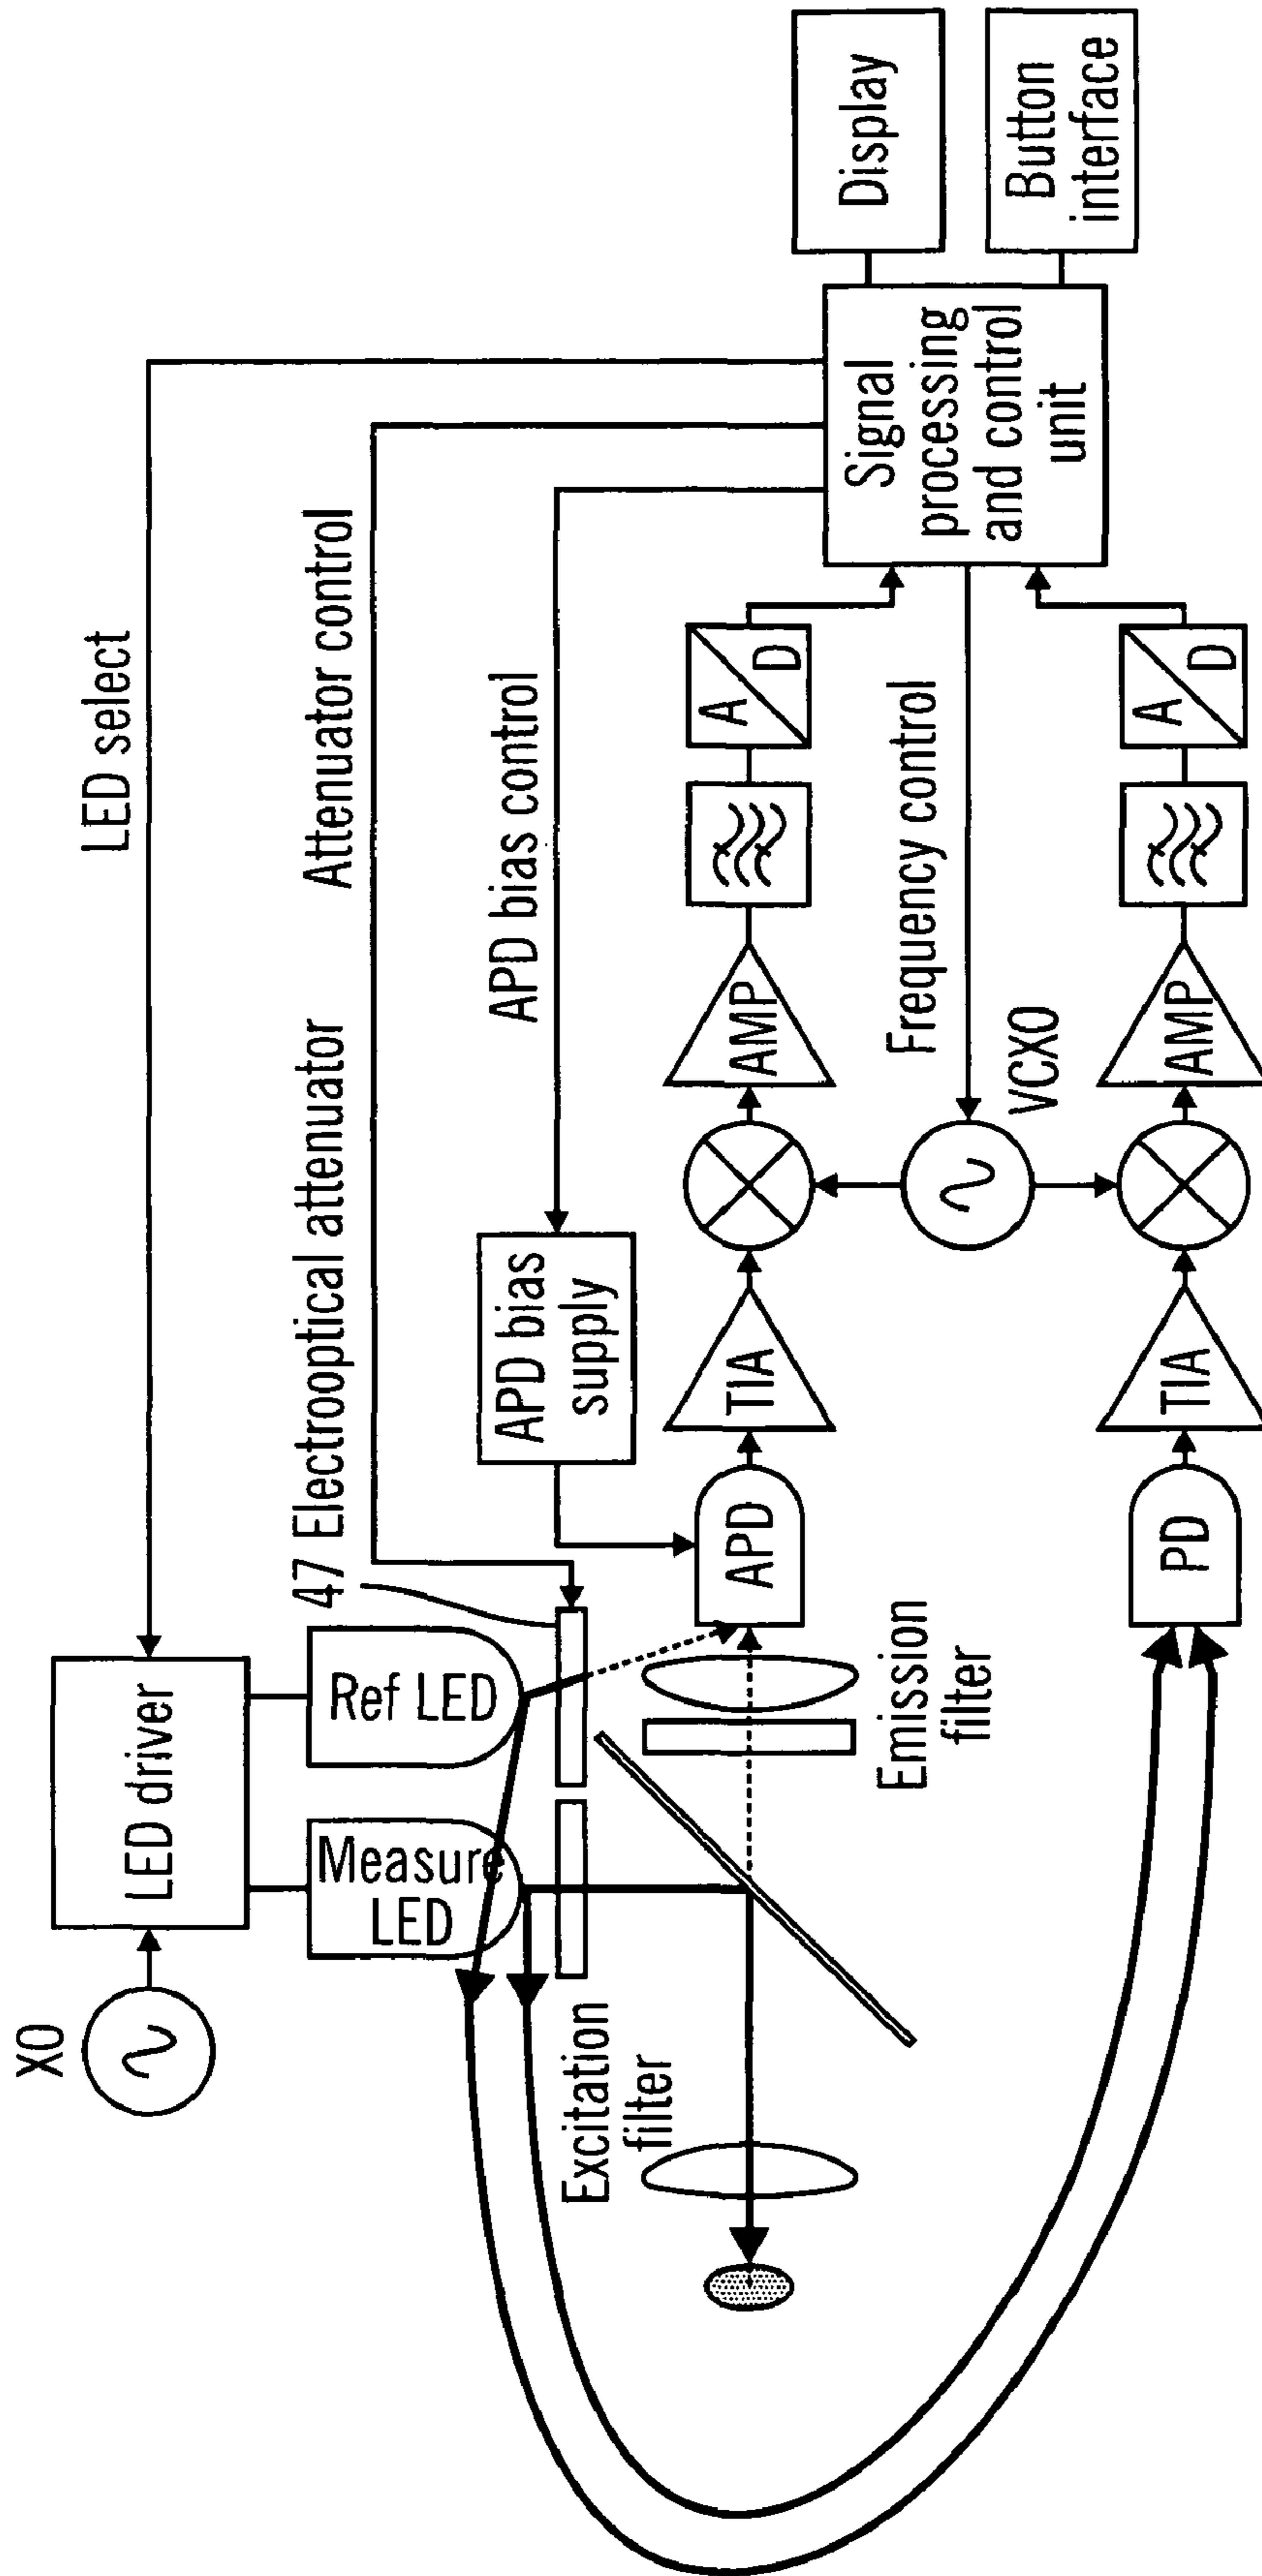 XO
LED driver
LED select
Measure
LED
Ref LED
47 Electrooptical attenuator
Attenuator control
Excitation
filter
Emission
filter
APD bias
supply
APD bias control
APD
TIA
AMP
A
D
VCXO
Frequency control
PD
TIA
AMP
A
D
Signal
processing
and control
unit
Display
Button
interface